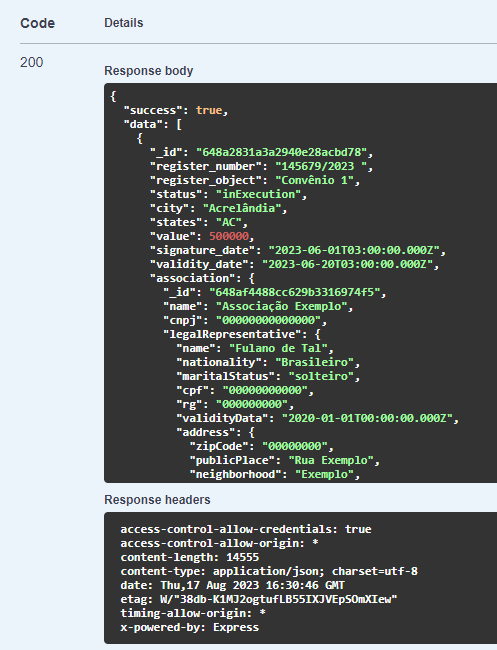 Code Details
200
Response body
{
  "success": true,
  "data": [
    {
      "_id": "648a2831a3a2940e28acbd78",
      "register_number": "145679/2023 ",
      "register_object": "Convênio 1",
      "status": "inExecution",
      "city": "Acrelândia",
      "states": "AC",
      "value": 500000,
      "signature_date": "2023-06-01T03:00:00.000Z",
      "validity_date": "2023-06-20T03:00:00.000Z",
      "association": {
        "_id": "648af4488cc629b3316974f5",
        "name": "Associação Exemplo",
        "cnpj": "00000000000000",
        "legalRepresentative": {
          "name": "Fulano de Tal",
          "nationality": "Brasileiro",
          "maritalStatus": "solteiro",
          "cpf": "00000000000",
          "rg": "000000000",
          "validityData": "2020-01-01T00:00:00.000Z",
          "address": {
            "zipCode": "00000000",
            "publicPlace": "Rua Exemplo",
            "neighborhood": "Exemplo",
Response headers
access-control-allow-credentials: true
access-control-allow-origin: *
content-length: 14555
content-type: application/json; charset=utf-8
date: Thu,17 Aug 2023 16:30:46 GMT
etag: W/"38db-K1MJ2ogtufLB55IXJVEpSOmXIew"
timing-allow-origin: *
x-powered-by: Express